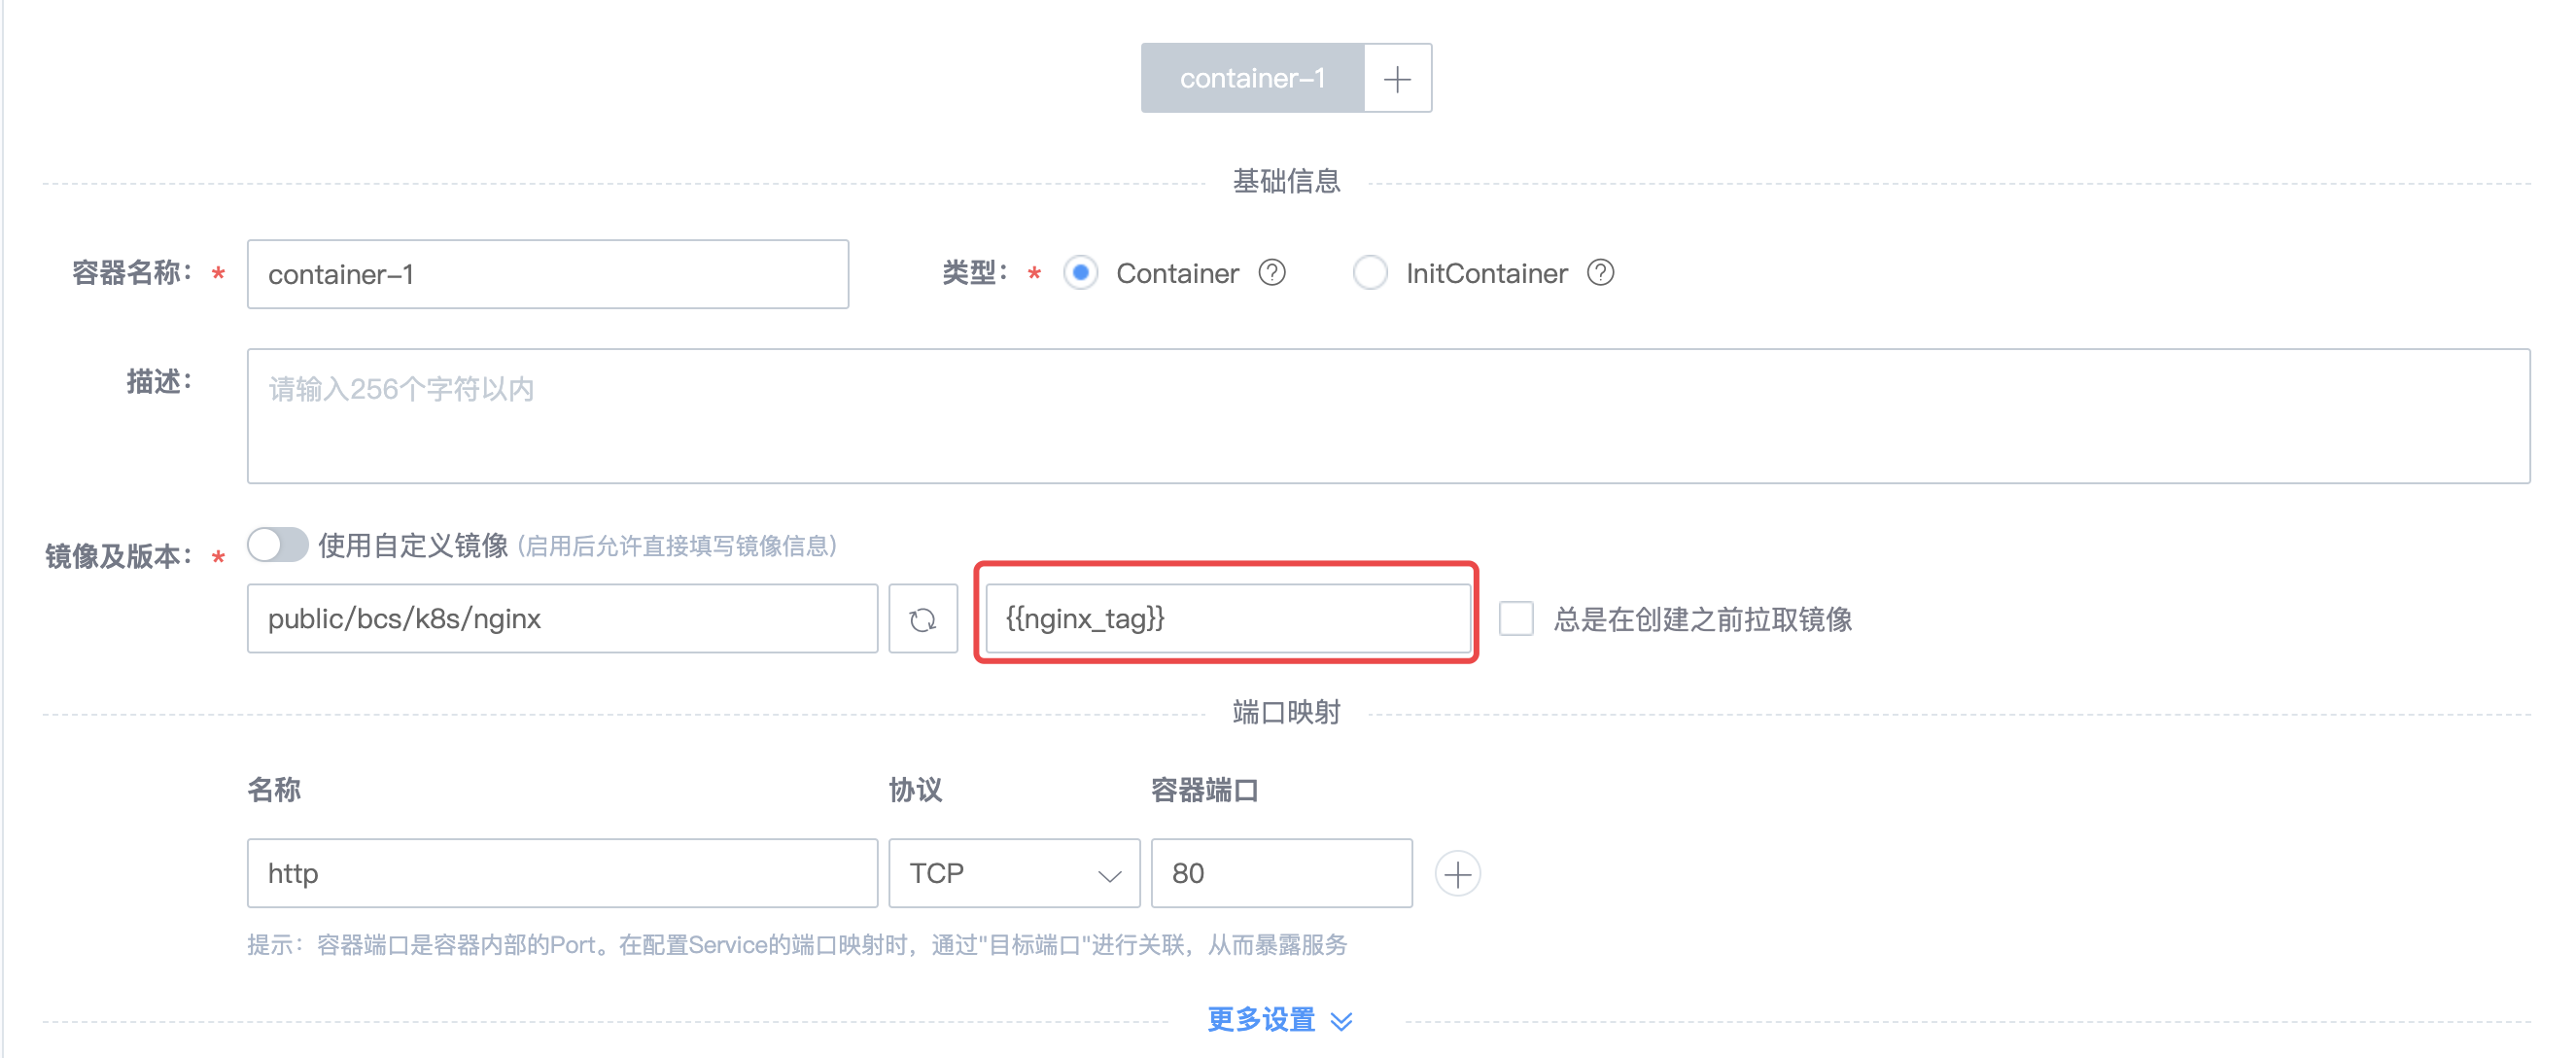 container-1
基础信息
容器名称： * container-1 类型： * Container InitContainer
描述： 请输入256个字符以内
镜像及版本： * 使用自定义镜像 (启用后允许直接填写镜像信息)
public/bcs/k8s/nginx {{nginx_tag}} 总是在创建之前拉取镜像
端口映射
名称 协议 容器端口
http TCP 80
提示：容器端口是容器内部的Port。在配置Service的端口映射时，通过"目标端口"进行关联，从而暴露服务
更多设置